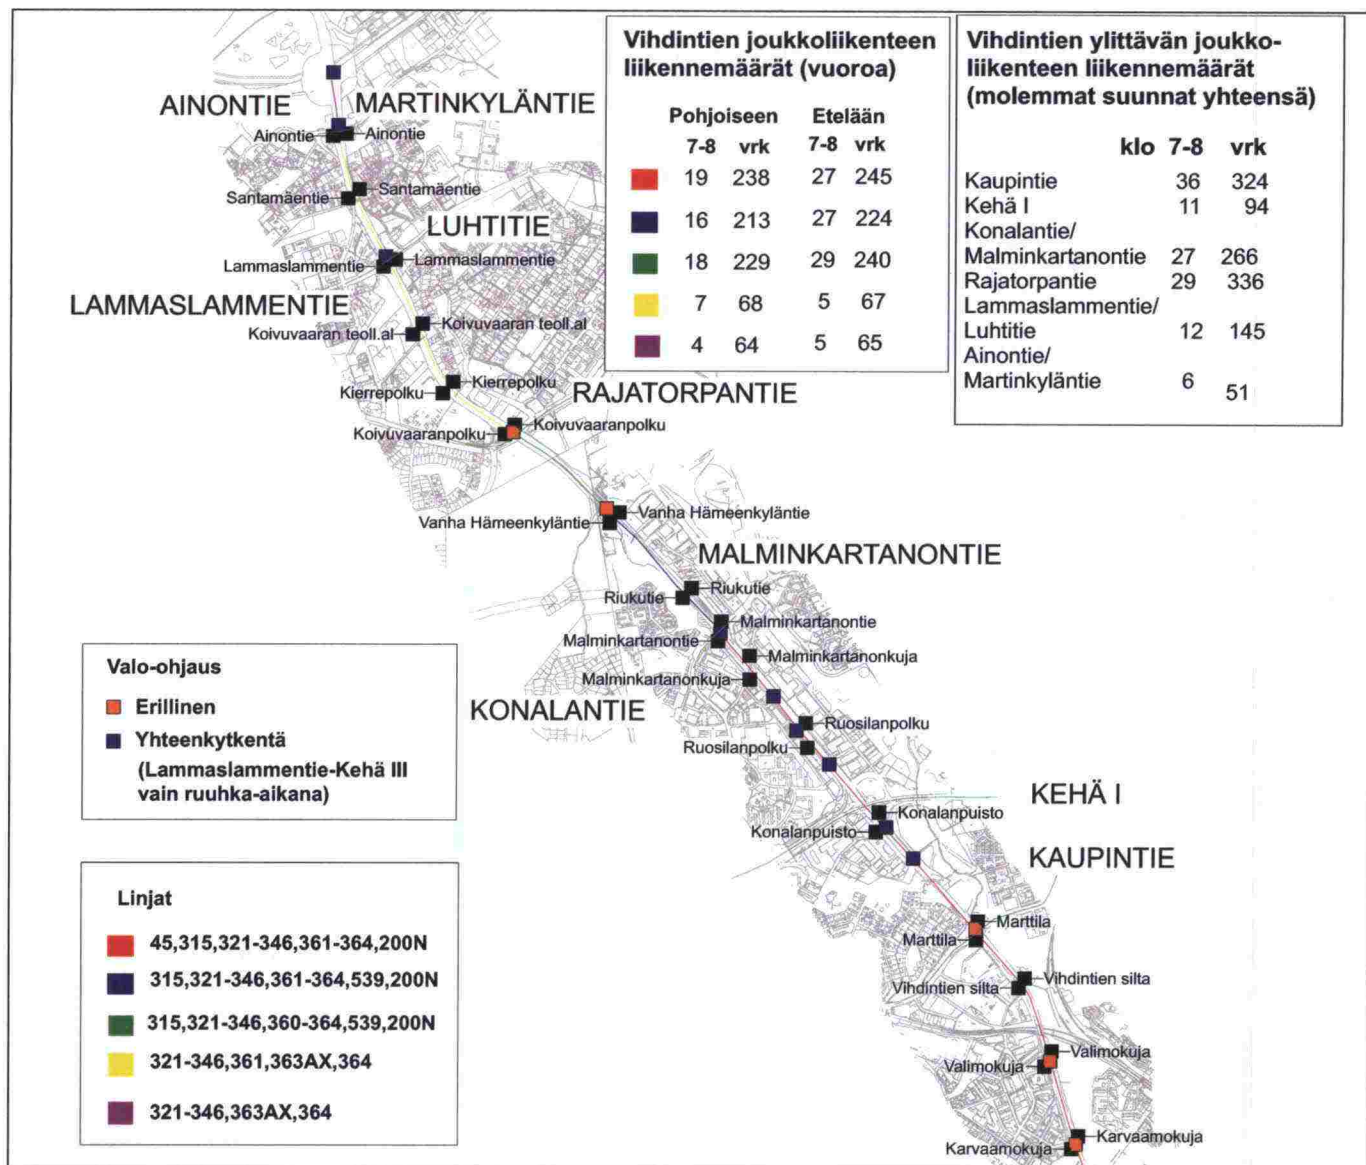 Vihdintien joukkoliikenteen
liikennemäärät (vuoroa)
Pohjoiseen Etelään
7-8 vrk 7-8 vrk
19 238 27 245
16 213 27 224
18 229 29 240
7 68 5 67
4 64 5 65
Vihdintien ylittävän joukko-
liikenteen liikennemäärät
(molemmat suunnat yhteensä)
klo 7-8 vrk
Kaupintie 36 324
Kehä I 11 94
Konalantie/
Malminkartanontie 27 266
Rajatorpantie 29 336
Lammaslammentie/
Luhtitie 12 145
Ainontie/
Martinkyläntie 6 51
AINONTIE MARTINKYLÄNTIE
Ainontie Ainontie
Santamäentie
Santamäentie
LUHTITIE
Lammaslammentie Lammaslammentie
LAMMASLAMMENTIE
Koivuvaaran teoll.al
Koivuvaaran teoll.al
Kierrepolku
Kierrepolku
RAJATORPANTIE
Koivuvaaranpolku
Koivuvaaranpolku
Vanha Hämeenkyläntie
Vanha Hämeenkyläntie
MALMINKARTANONTIE
Riukutie
Riukutie
Malminkartanontie
Malminkartanontie
Malminkartanonkuja
Malminkartanonkuja
KONALANTIE
Ruosilanpolku
Ruosilanpolku
KEHÄ I
Konalanpuisto
Konalanpuisto
KAUPINTIE
Marttila
Marttila
Vihdintien silta
Vihdintien silta
Valimokuja
Valimokuja
Karvaamokuja
Karvaamokuja
Valo-ohjaus
Erillinen
Yhteenkytkentä
(Lammaslammentie-Kehä III
vain ruuhka-aikana)
Linjat
45,315,321-346,361-364,200N
315,321-346,361-364,539,200N
315,321-346,360-364,539,200N
321-346,361,363AX,364
321-346,363AX,364